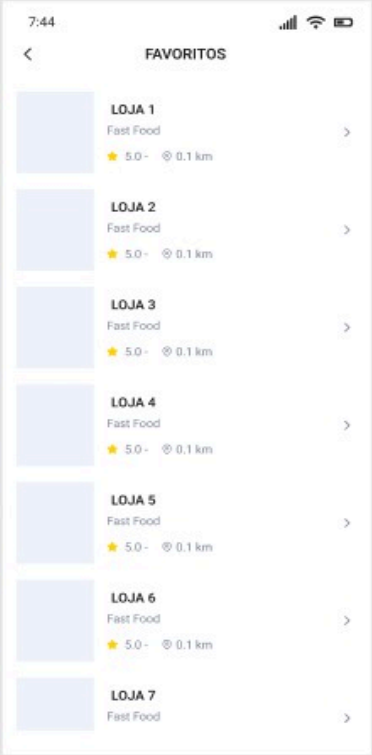 7:44
FAVORITOS
LOJA 1
Fast Food
5.0 - 0.1 km
LOJA 2
Fast Food
5.0 - 0.1 km
LOJA 3
Fast Food
5.0 - 0.1 km
LOJA 4
Fast Food
5.0 - 0.1 km
LOJA 5
Fast Food
5.0 - 0.1 km
LOJA 6
Fast Food
5.0 - 0.1 km
LOJA 7
Fast Food